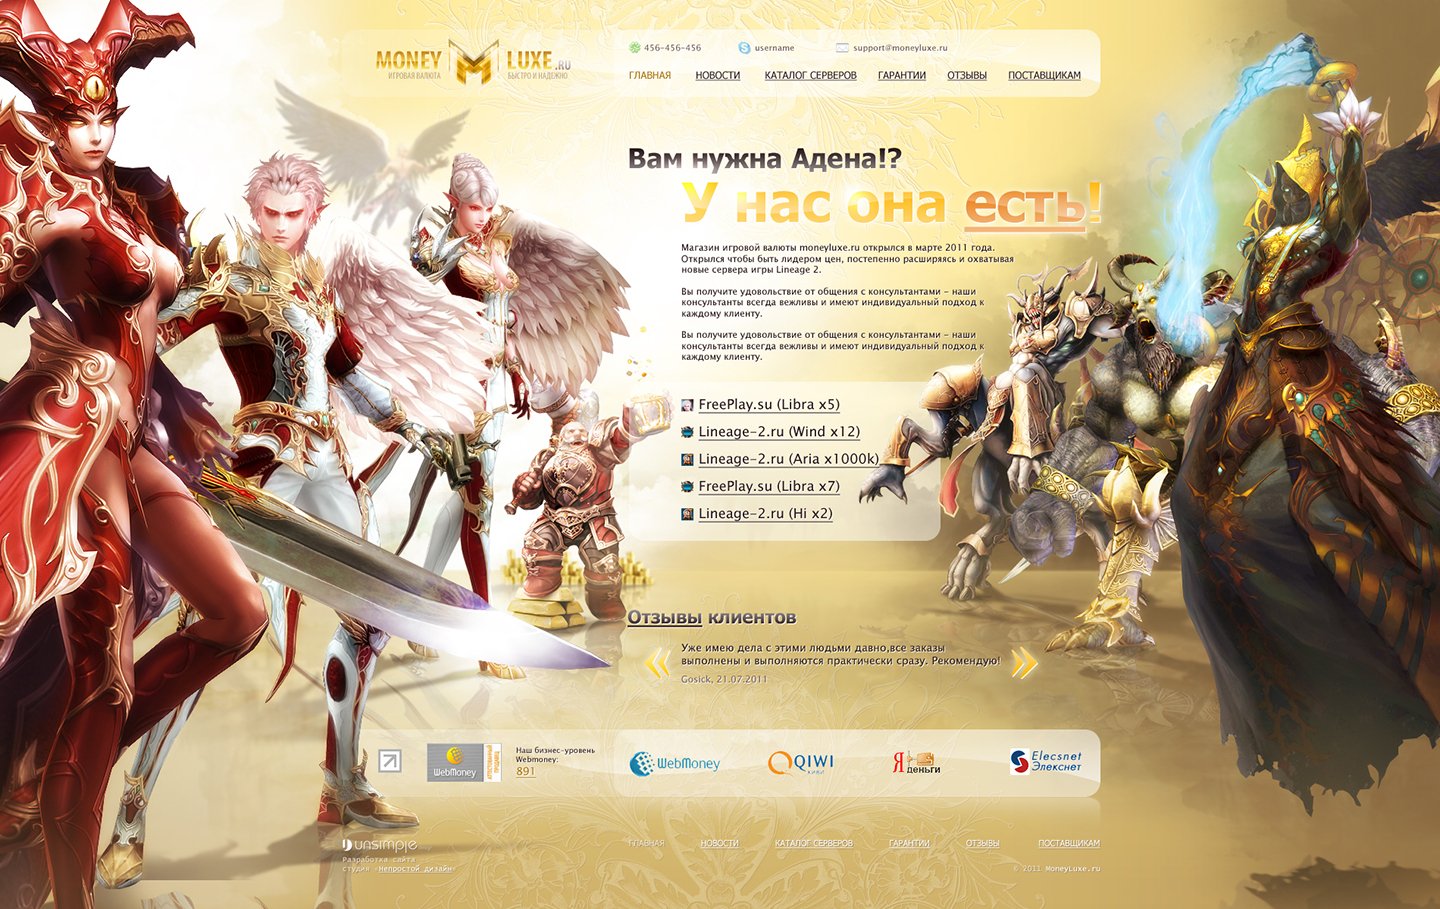 MONEY LUXE.RU
ИГРОВАЯ ВАЛЮТА БЫСТРО И НАДЕЖНО
456-456-456 username support@moneyluxe.ru
ГЛАВНАЯ НОВОСТИ КАТАЛОГ СЕРВЕРОВ ГАРАНТИИ ОТЗЫВЫ ПОСТАВЩИКАМ
Вам нужна Адена!?
У нас она есть!
Магазин игровой валюты moneyluxe.ru открылся в марте 2011 года.
Открылся чтобы быть лидером цен, постепенно расширяясь и охватывая
новые сервера игры Lineage 2.
Вы получите удовольствие от общения с консультантами - наши
консультанты всегда вежливы и имеют индивидуальный подход к
каждому клиенту.
Вы получите удовольствие от общения с консультантами - наши
консультанты всегда вежливы и имеют индивидуальный подход к
каждому клиенту.
FreePlay.su (Libra x5)
Lineage-2.ru (Wind x12)
Lineage-2.ru (Aria x1000k)
FreePlay.su (Libra x7)
Lineage-2.ru (Hi x2)
Отзывы клиентов
Уже имею дела с этими людьми давно,все заказы
выполнены и выполняются практически сразу. Рекомендую!
Gosick, 21.07.2011
WebMoney
АТТЕСТОВАННЫЙ
ПРОДАВЕЦ
Наш бизнес-уровень
Webmoney:
891
WebMoney
QIWI
КИВИ
Я деньги
Elecsnet
Элекснет
unsimple
Разработка сайта
студия «Непростой дизайн»
ГЛАВНАЯ НОВОСТИ КАТАЛОГ СЕРВЕРОВ ГАРАНТИИ ОТЗЫВЫ ПОСТАВЩИКАМ
© 2011 MoneyLuxe.ru